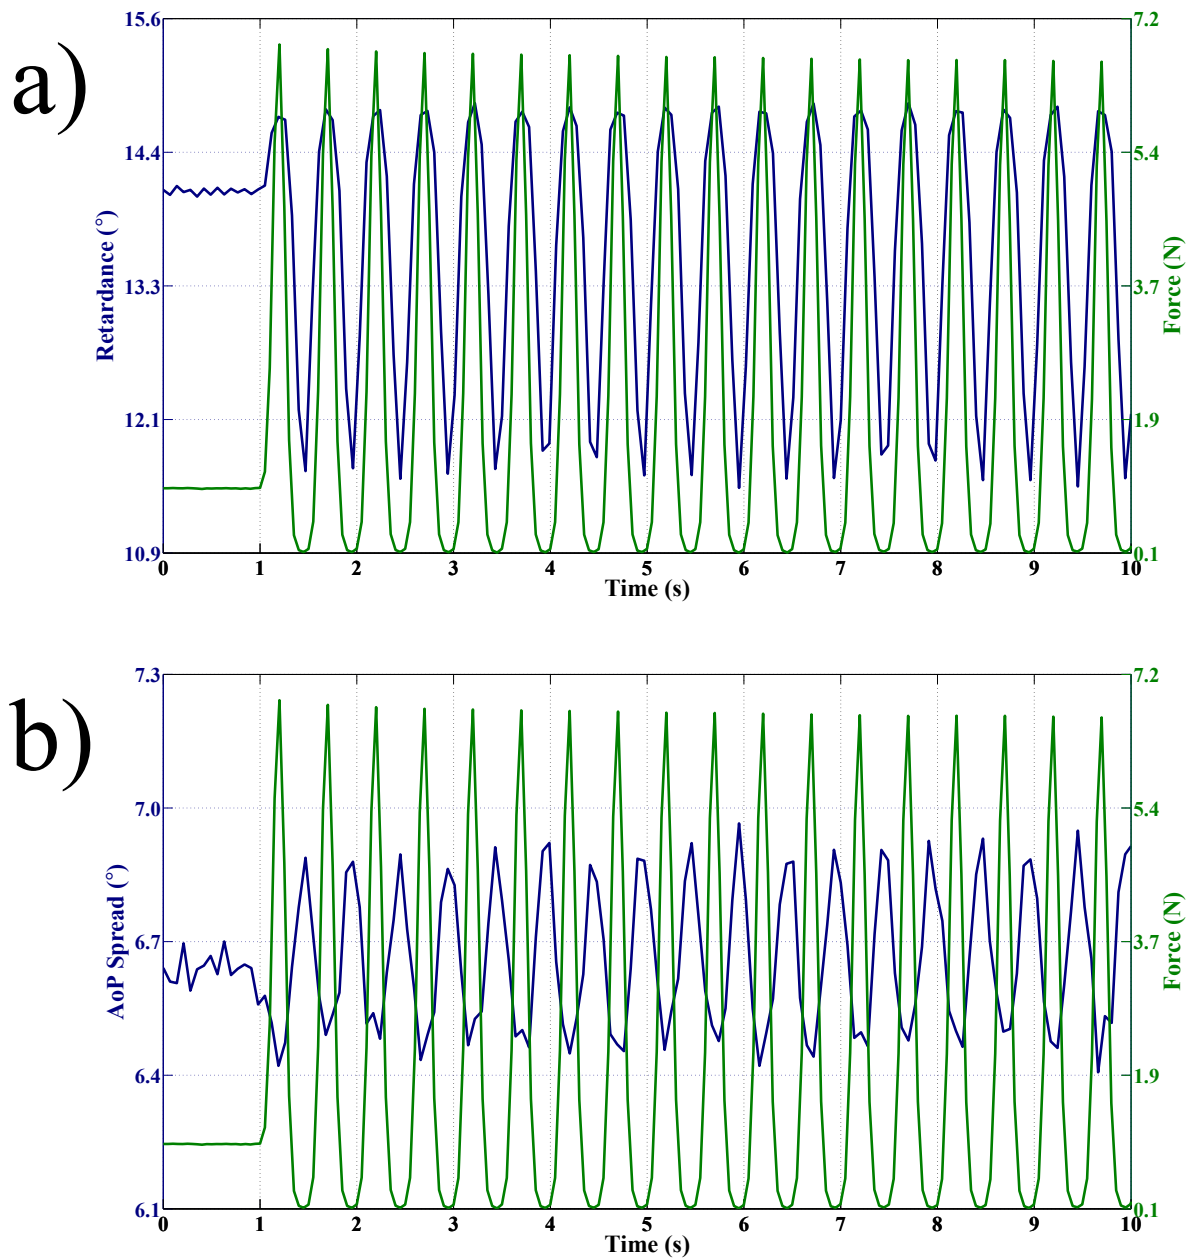 a)
15.6
14.4
13.3
12.1
10.9
Retardance (°)
7.2
5.4
3.7
1.9
0.1
Force (N)
0 1 2 3 4 5 6 7 8 9 10
Time (s)
b)
7.3
7.0
6.7
6.4
6.1
AoP Spread (°)
7.2
5.4
3.7
1.9
0.1
Force (N)
0 1 2 3 4 5 6 7 8 9 10
Time (s)